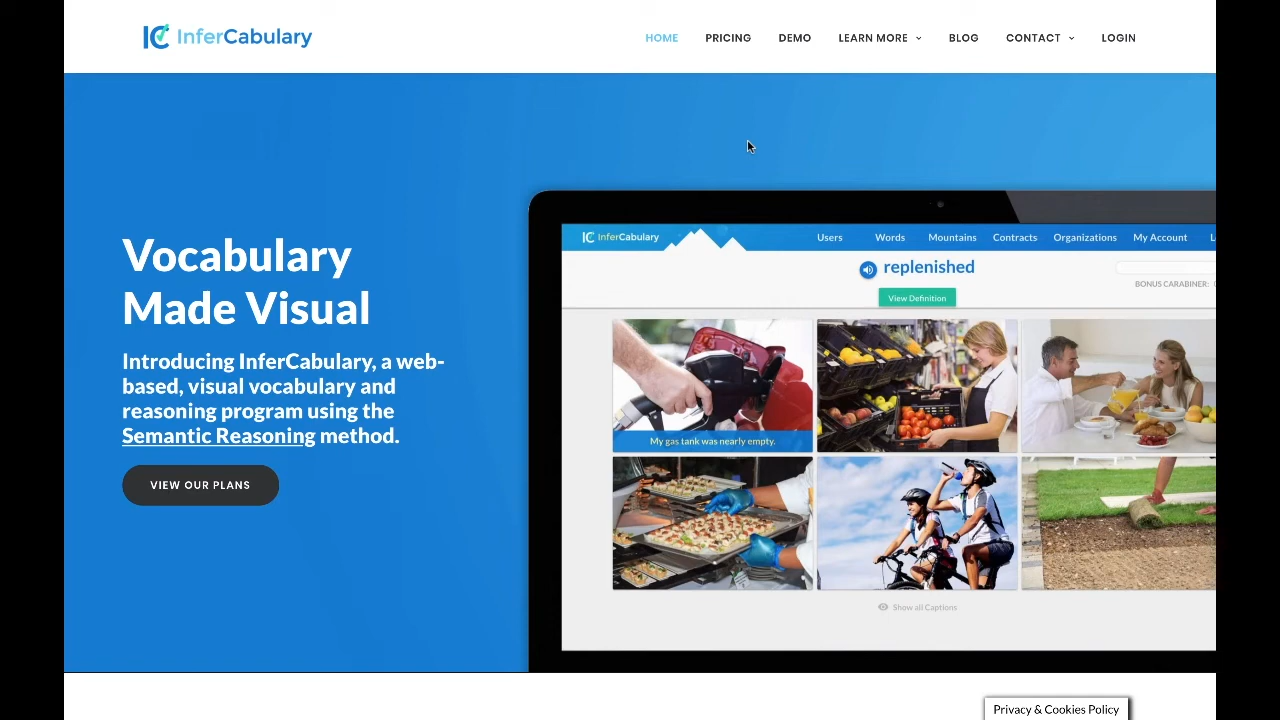 IC InferCabulary
HOME PRICING DEMO LEARN MORE BLOG CONTACT LOGIN
Vocabulary
Made Visual
Introducing InferCabulary, a web-
based, visual vocabulary and
reasoning program using the
Semantic Reasoning method.
VIEW OUR PLANS
IC InferCabulary
Users Words Mountains Contracts Organizations My Account
replenished
BONUS CARABINER:
View Definition
My gas tank was nearly empty.
Show all Captions
Privacy & Cookies Policy